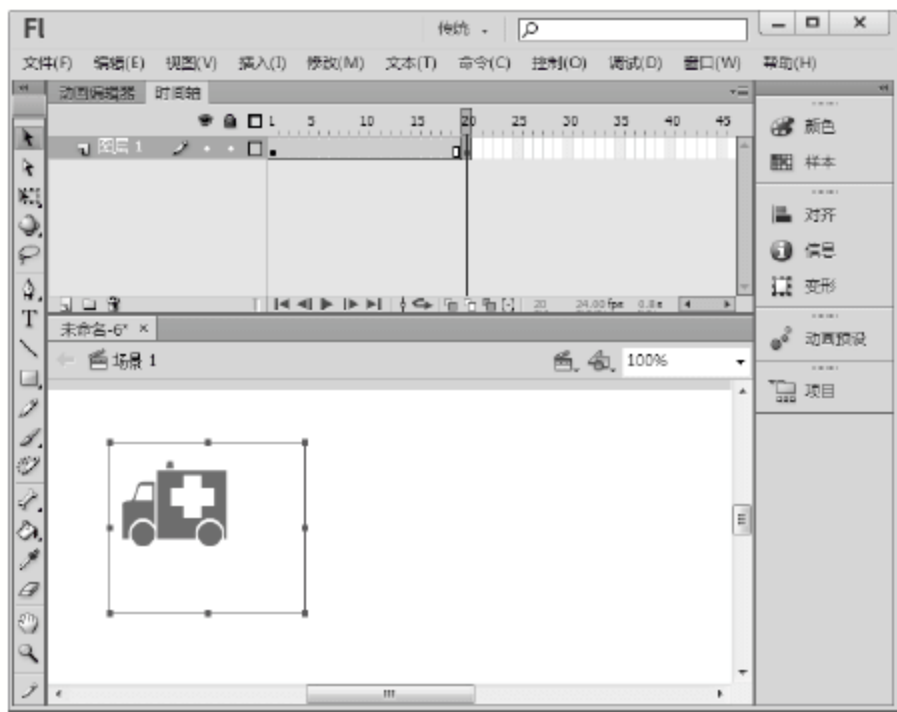 Fl 传统
文件(F) 编辑(E) 视图(V) 插入(I) 修改(M) 文本(T) 命令(C) 控制(O) 调试(D) 窗口(W) 帮助(H)
动画编辑器 时间轴
1 5 10 15 20 25 30 35 40 45
图层 1
20 24.00 fps 0.8s
未命名-6* ×
场景 1 100%
T
颜色
样本
对齐
信息
变形
动画预设
项目